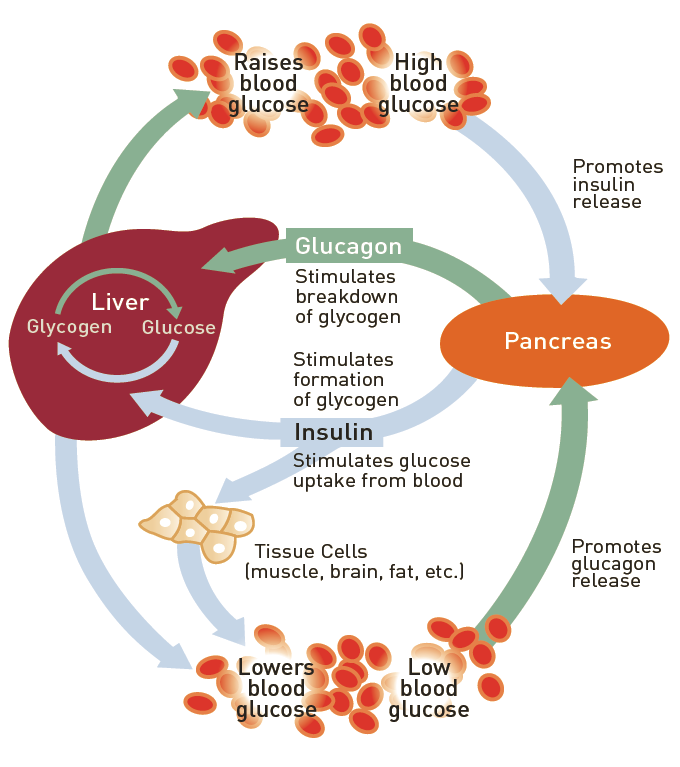 Raises
blood
glucose
High
blood
glucose
Promotes
insulin
release
Glucagon
Stimulates
breakdown
of glycogen
Liver
Glycogen
Glucose
Pancreas
Stimulates
formation
of glycogen
Insulin
Stimulates glucose
uptake from blood
Tissue Cells
(muscle, brain, fat, etc.)
Promotes
glucagon
release
Lowers
blood
glucose
Low
blood
glucose